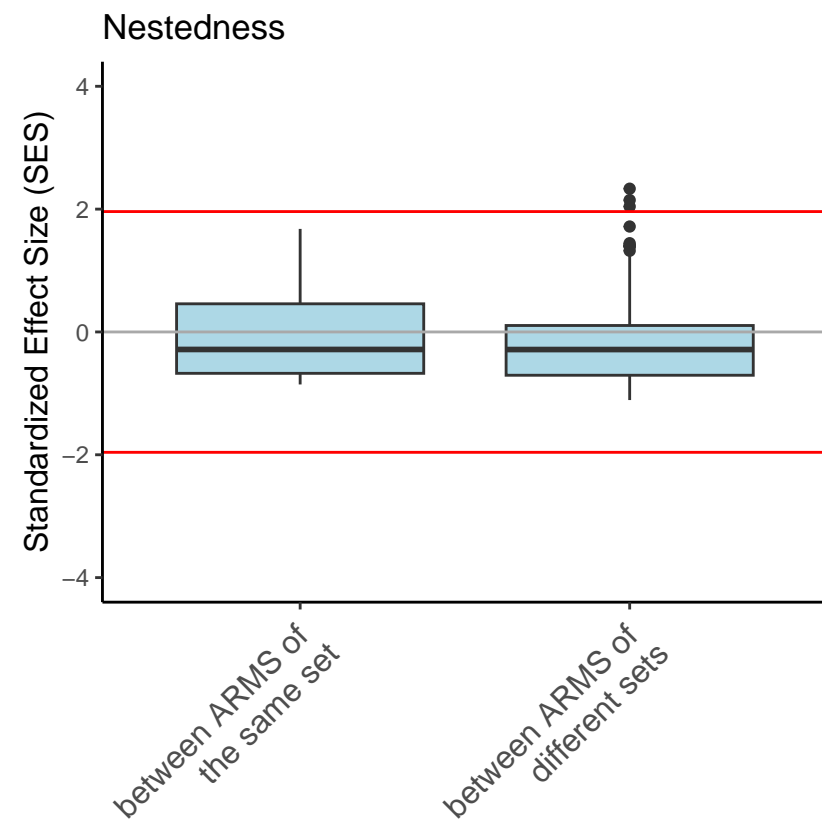 Nestedness
Standardized Effect Size (SES)
4
2
0
−2
−4
between ARMS of
the same set
between ARMS of
different sets